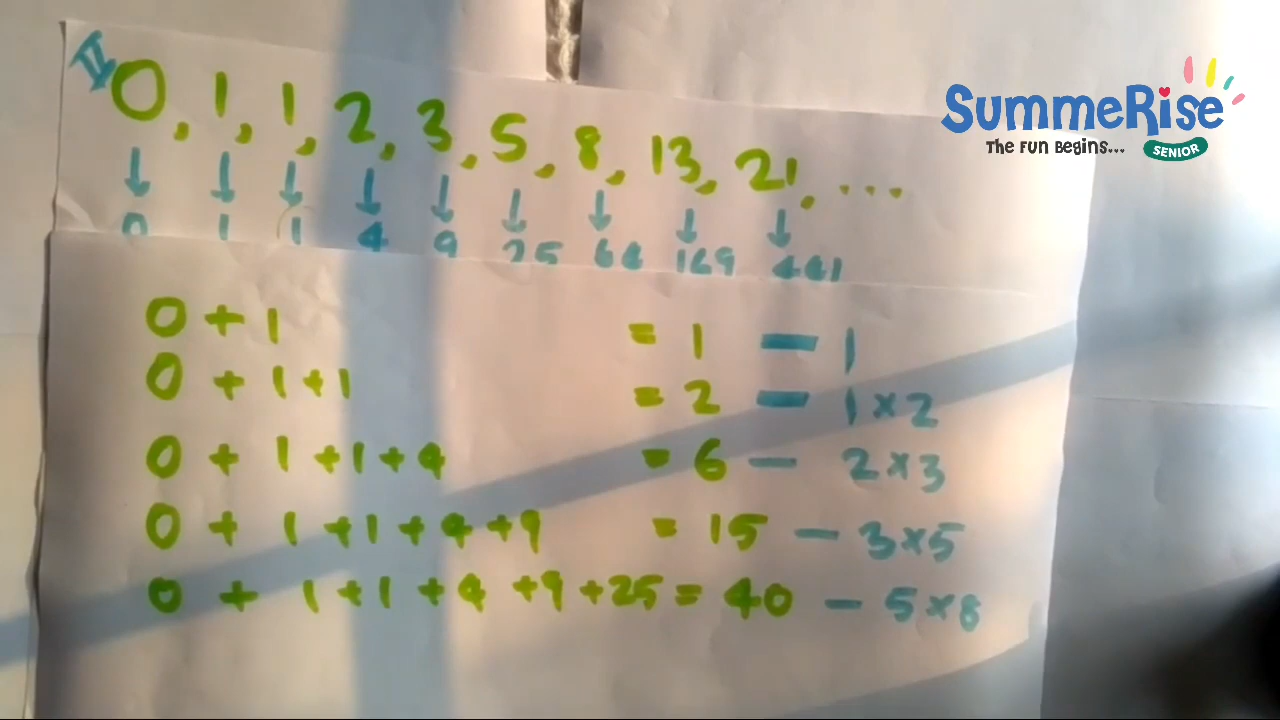 II
0, 1, 1, 2, 3, 5, 8, 13, 21, ...
↓ ↓ ↓ ↓ ↓ ↓ ↓ ↓ ↓
0 1 1 4 9 25 64 169 441
0 + 1 = 1 - 1
0 + 1 + 1 = 2 - 1 × 2
0 + 1 + 1 + 4 = 6 - 2 × 3
0 + 1 + 1 + 4 + 9 = 15 - 3 × 5
0 + 1 + 1 + 4 + 9 + 25 = 40 - 5 × 8
SummeRise
The Fun Begins...
SENIOR